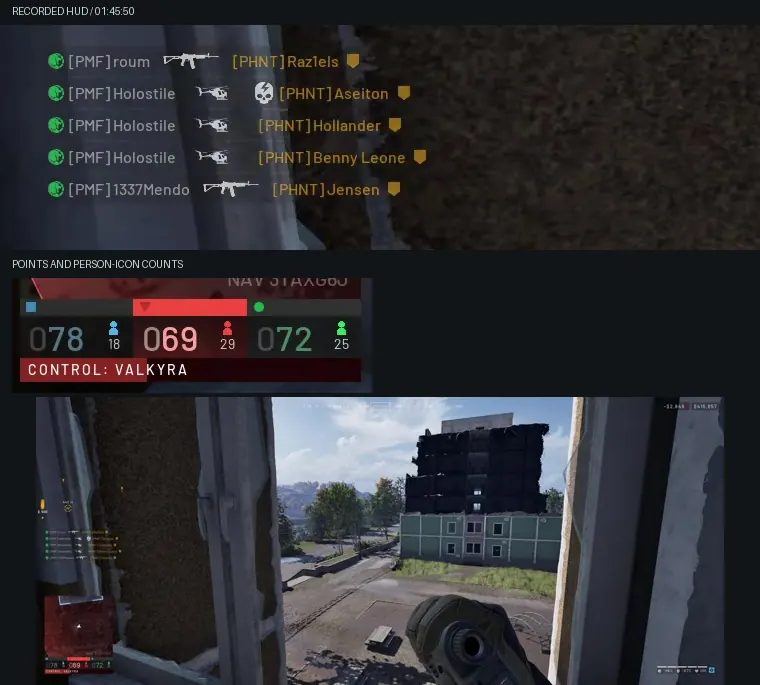 RECORDED HUD / 01:45:50
[PMF] roum [PHNT] Raz1els
[PMF] Holostile [PHNT] Aseiton
[PMF] Holostile [PHNT] Hollander
[PMF] Holostile [PHNT] Benny Leone
[PMF] 1337Mendo [PHNT] Jensen
POINTS AND PERSON-ICON COUNTS
078 18 069 29 072 25
CONTROL: VALKYRA